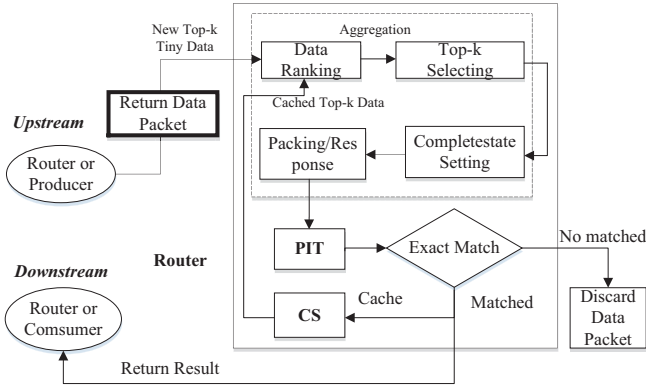 New Top-k
Tiny Data
Aggregation
Data
Ranking
Top-k
Selecting
Cached Top-k Data
Return Data
Packet
Upstream
Router or
Producer
Packing/Res
ponse
Completestate
Setting
PIT
Exact Match
No matched
Router
Downstream
Router or
Comsumer
CS
Cache
Matched
Discard
Data
Packet
Return Result